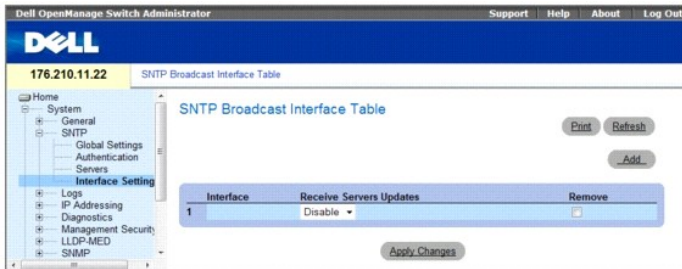 Dell OpenManage Switch Administrator
Support Help About Log Out
DELL
176.210.11.22
SNTP Broadcast Interface Table
Home
System
General
SNTP
Global Settings
Authentication
Servers
Interface Setting
Logs
IP Addressing
Diagnostics
Management Security
LLDP-MED
SNMP
SNTP Broadcast Interface Table
Print Refresh
Add
Interface Receive Servers Updates Remove
1 Disable
Apply Changes